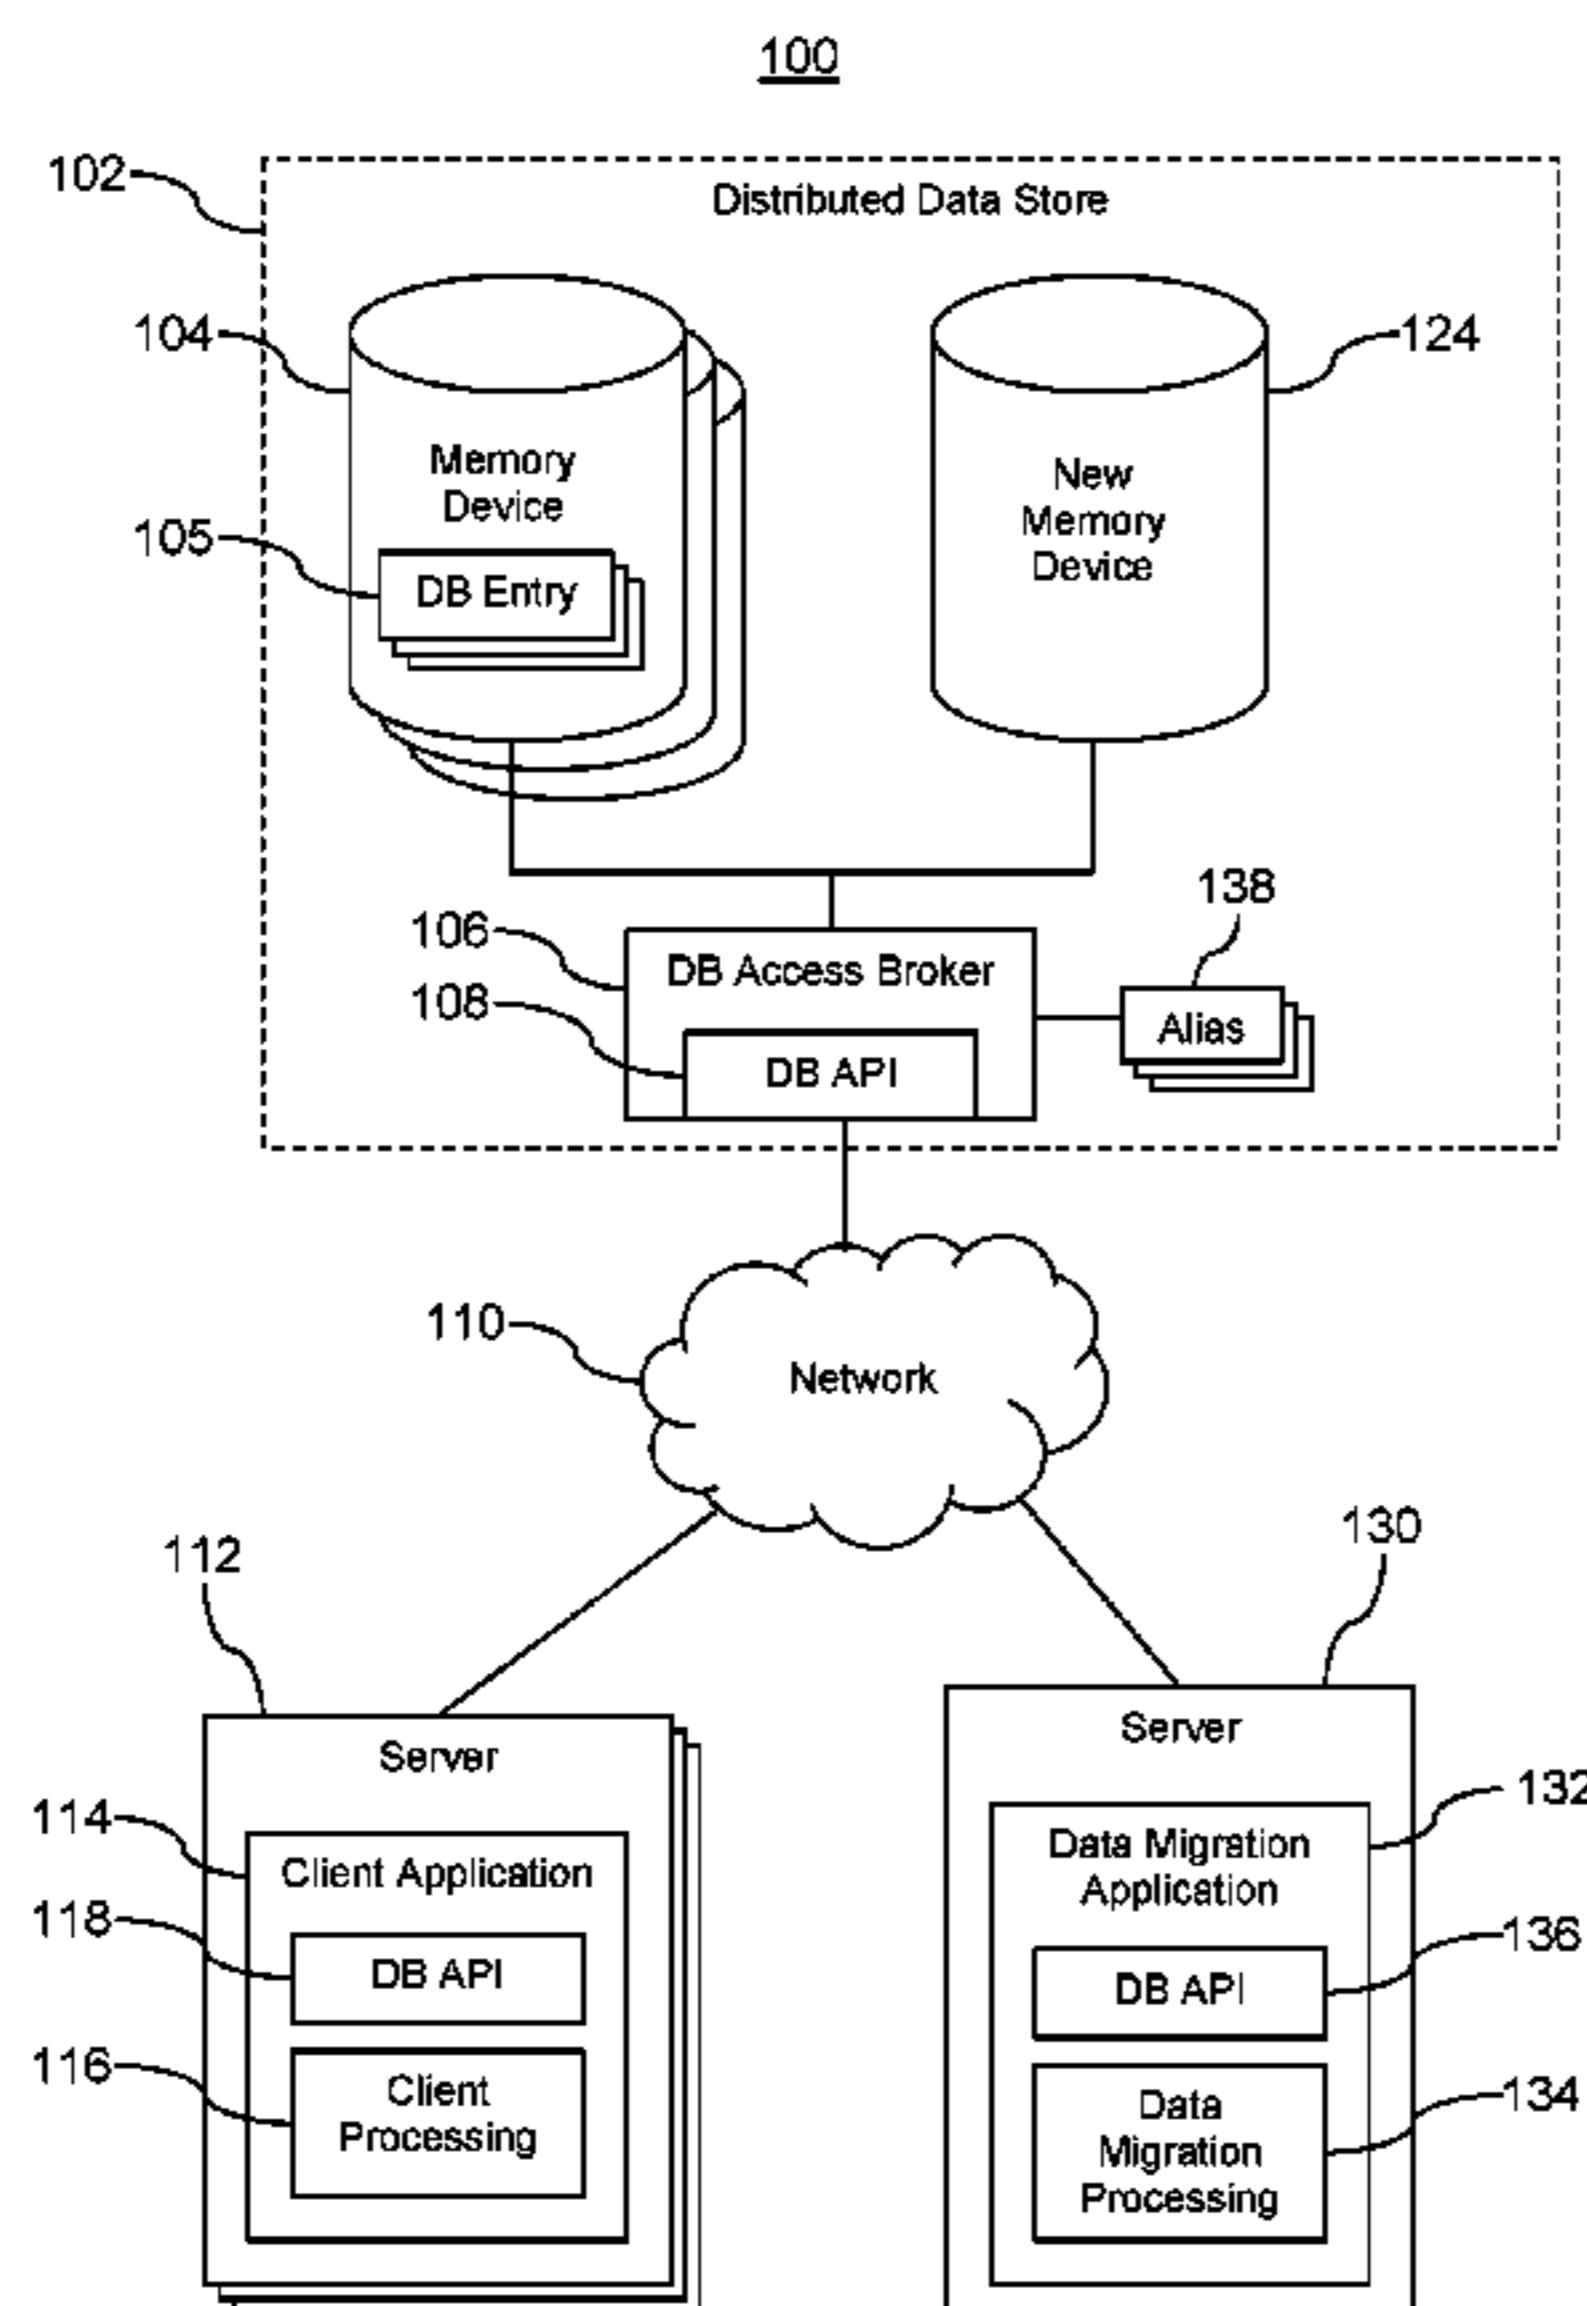 100
102
Distributed Data Store
104
124
Memory
Device
New
Memory
Device
105
DB Entry
138
106
DB Access Broker
108
Alias
DB API
110
Network
112
130
Server
Server
114
132
Client Application
Data Migration
Application
118
136
DB API
DB API
116
134
Client
Processing
Data
Migration
Processing